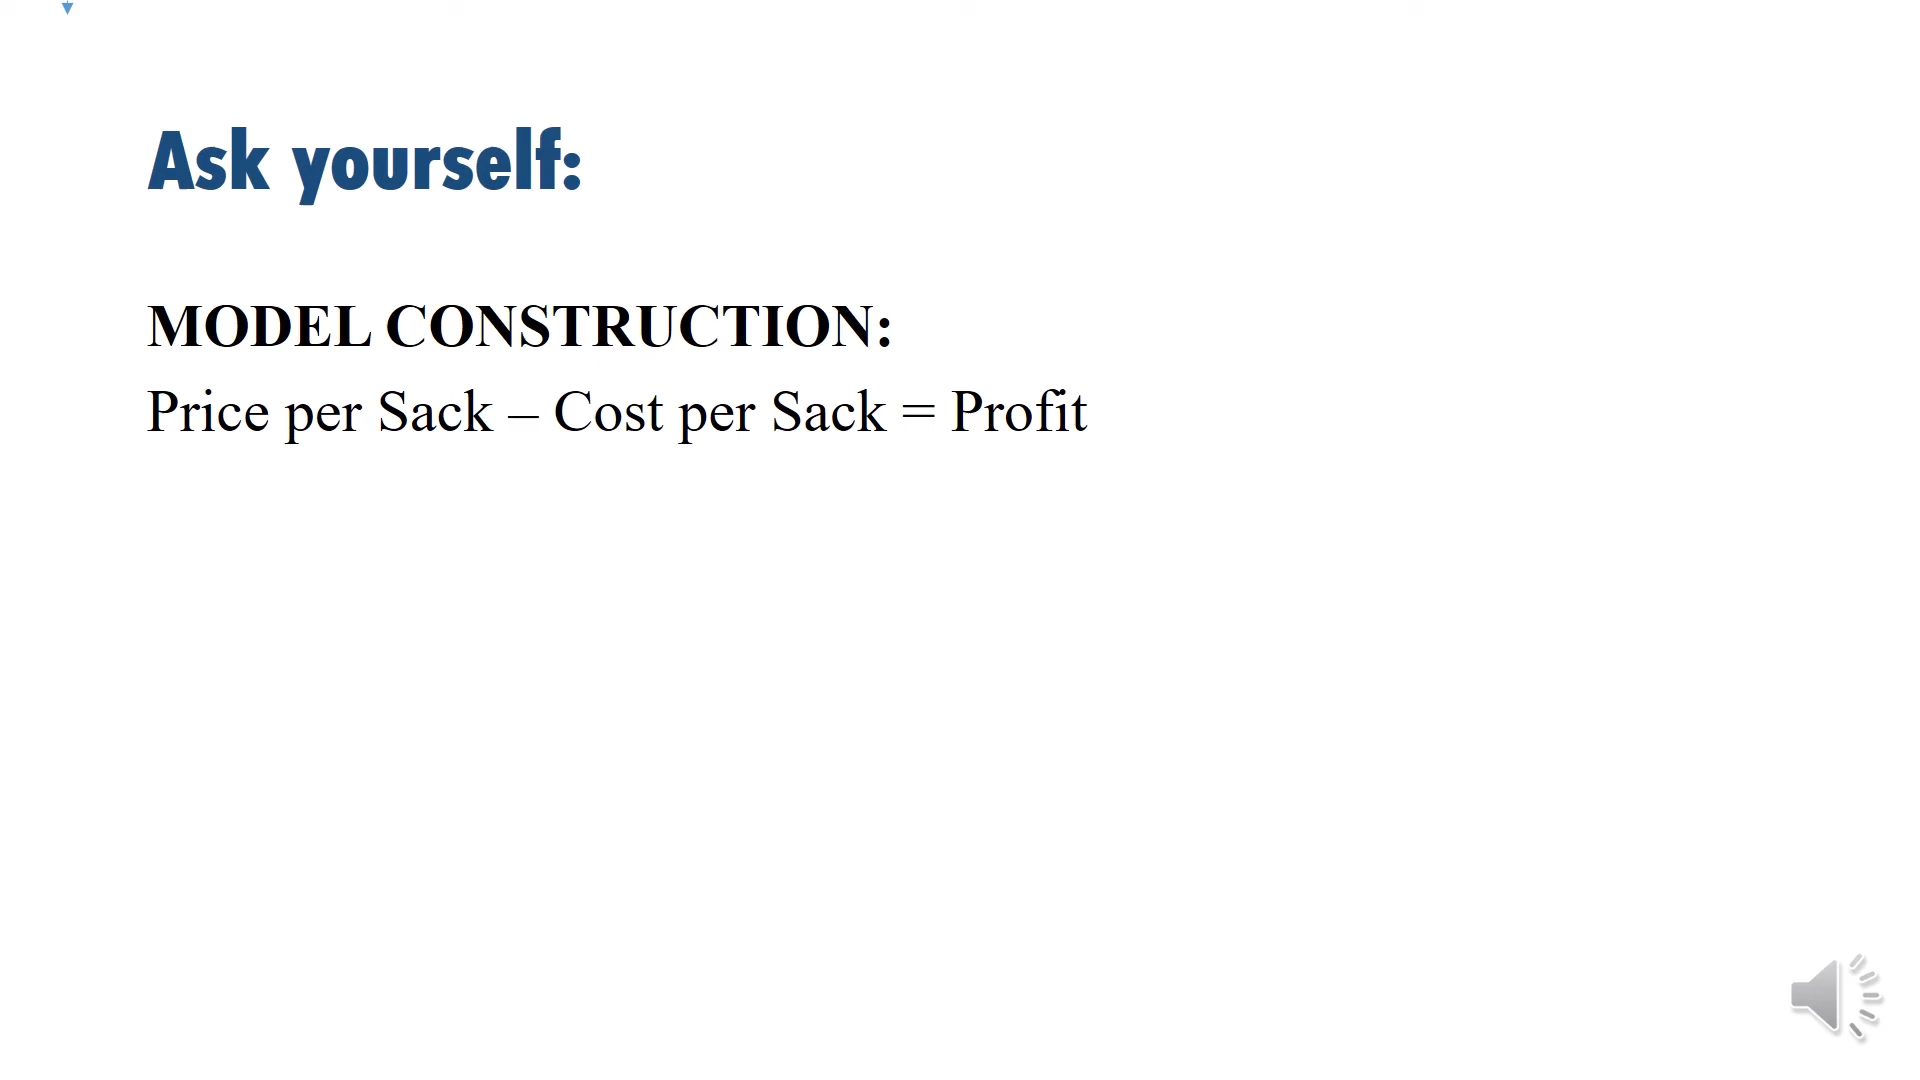 Ask yourself:
MODEL CONSTRUCTION:
Price per Sack – Cost per Sack = Profit